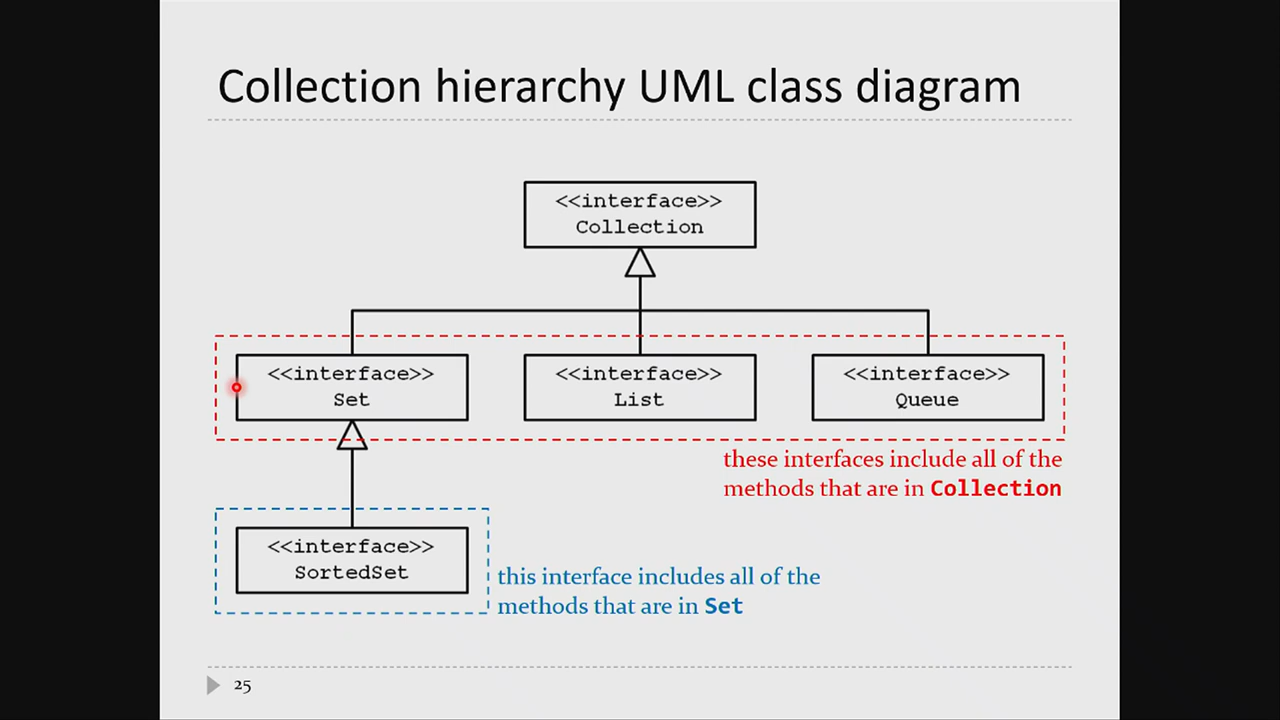 Collection hierarchy UML class diagram
<<interface>>
Collection
<<interface>>
Set
<<interface>>
List
<<interface>>
Queue
these interfaces include all of the
methods that are in Collection
<<interface>>
SortedSet
this interface includes all of the
methods that are in Set
25